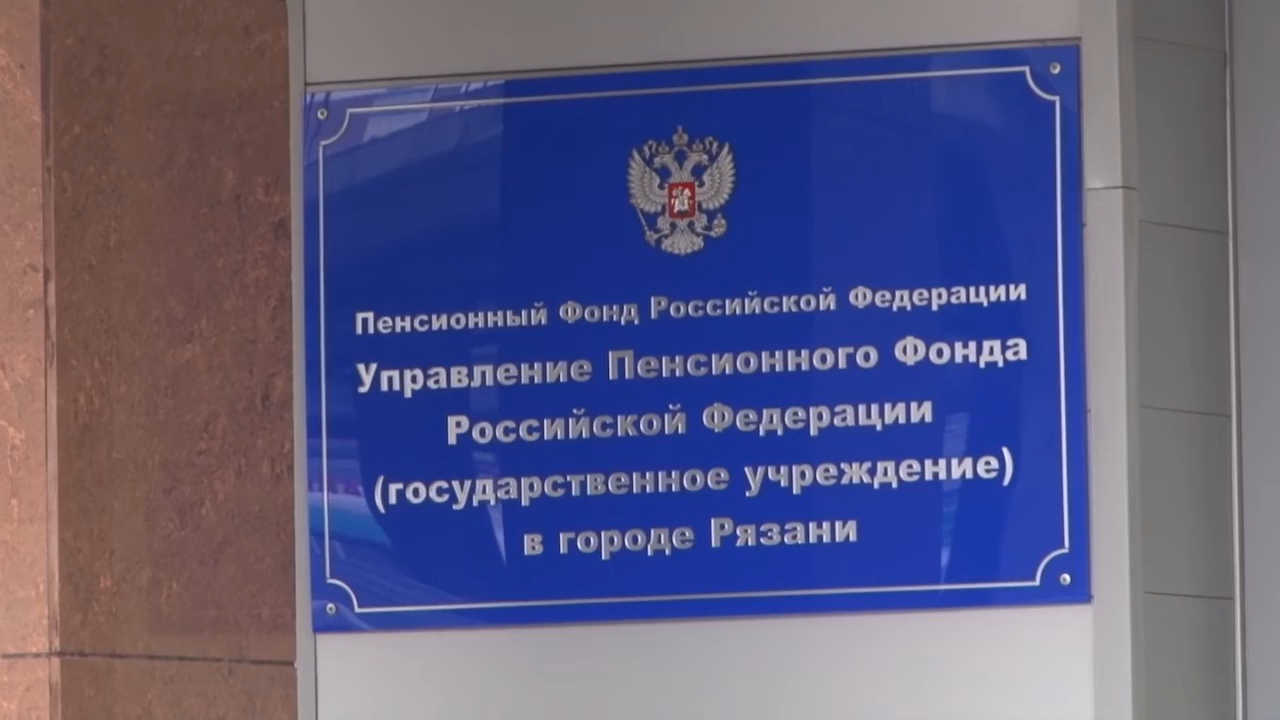 Пенсионный Фонд Российской Федерации
Управление Пенсионного Фонда
Российской Федерации
(государственное учреждение)
в городе Рязани